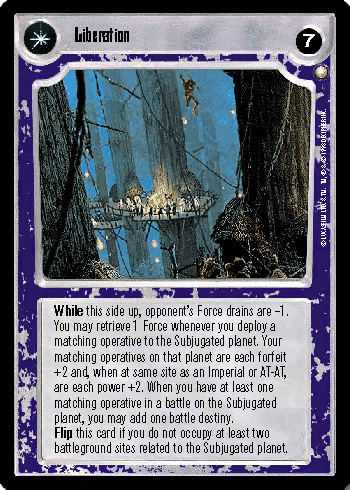 Liberation
7
While this side up, opponent's Force drains are –1.
You may retrieve 1 Force whenever you deploy a
matching operative to the Subjugated planet. Your
matching operatives on that planet are each forfeit
+2 and, when at same site as an Imperial or AT-AT,
are each power +2. When you have at least one
matching operative in a battle on the Subjugated
planet, you may add one battle destiny.
Flip this card if you do not occupy at least two
battleground sites related to the Subjugated planet.